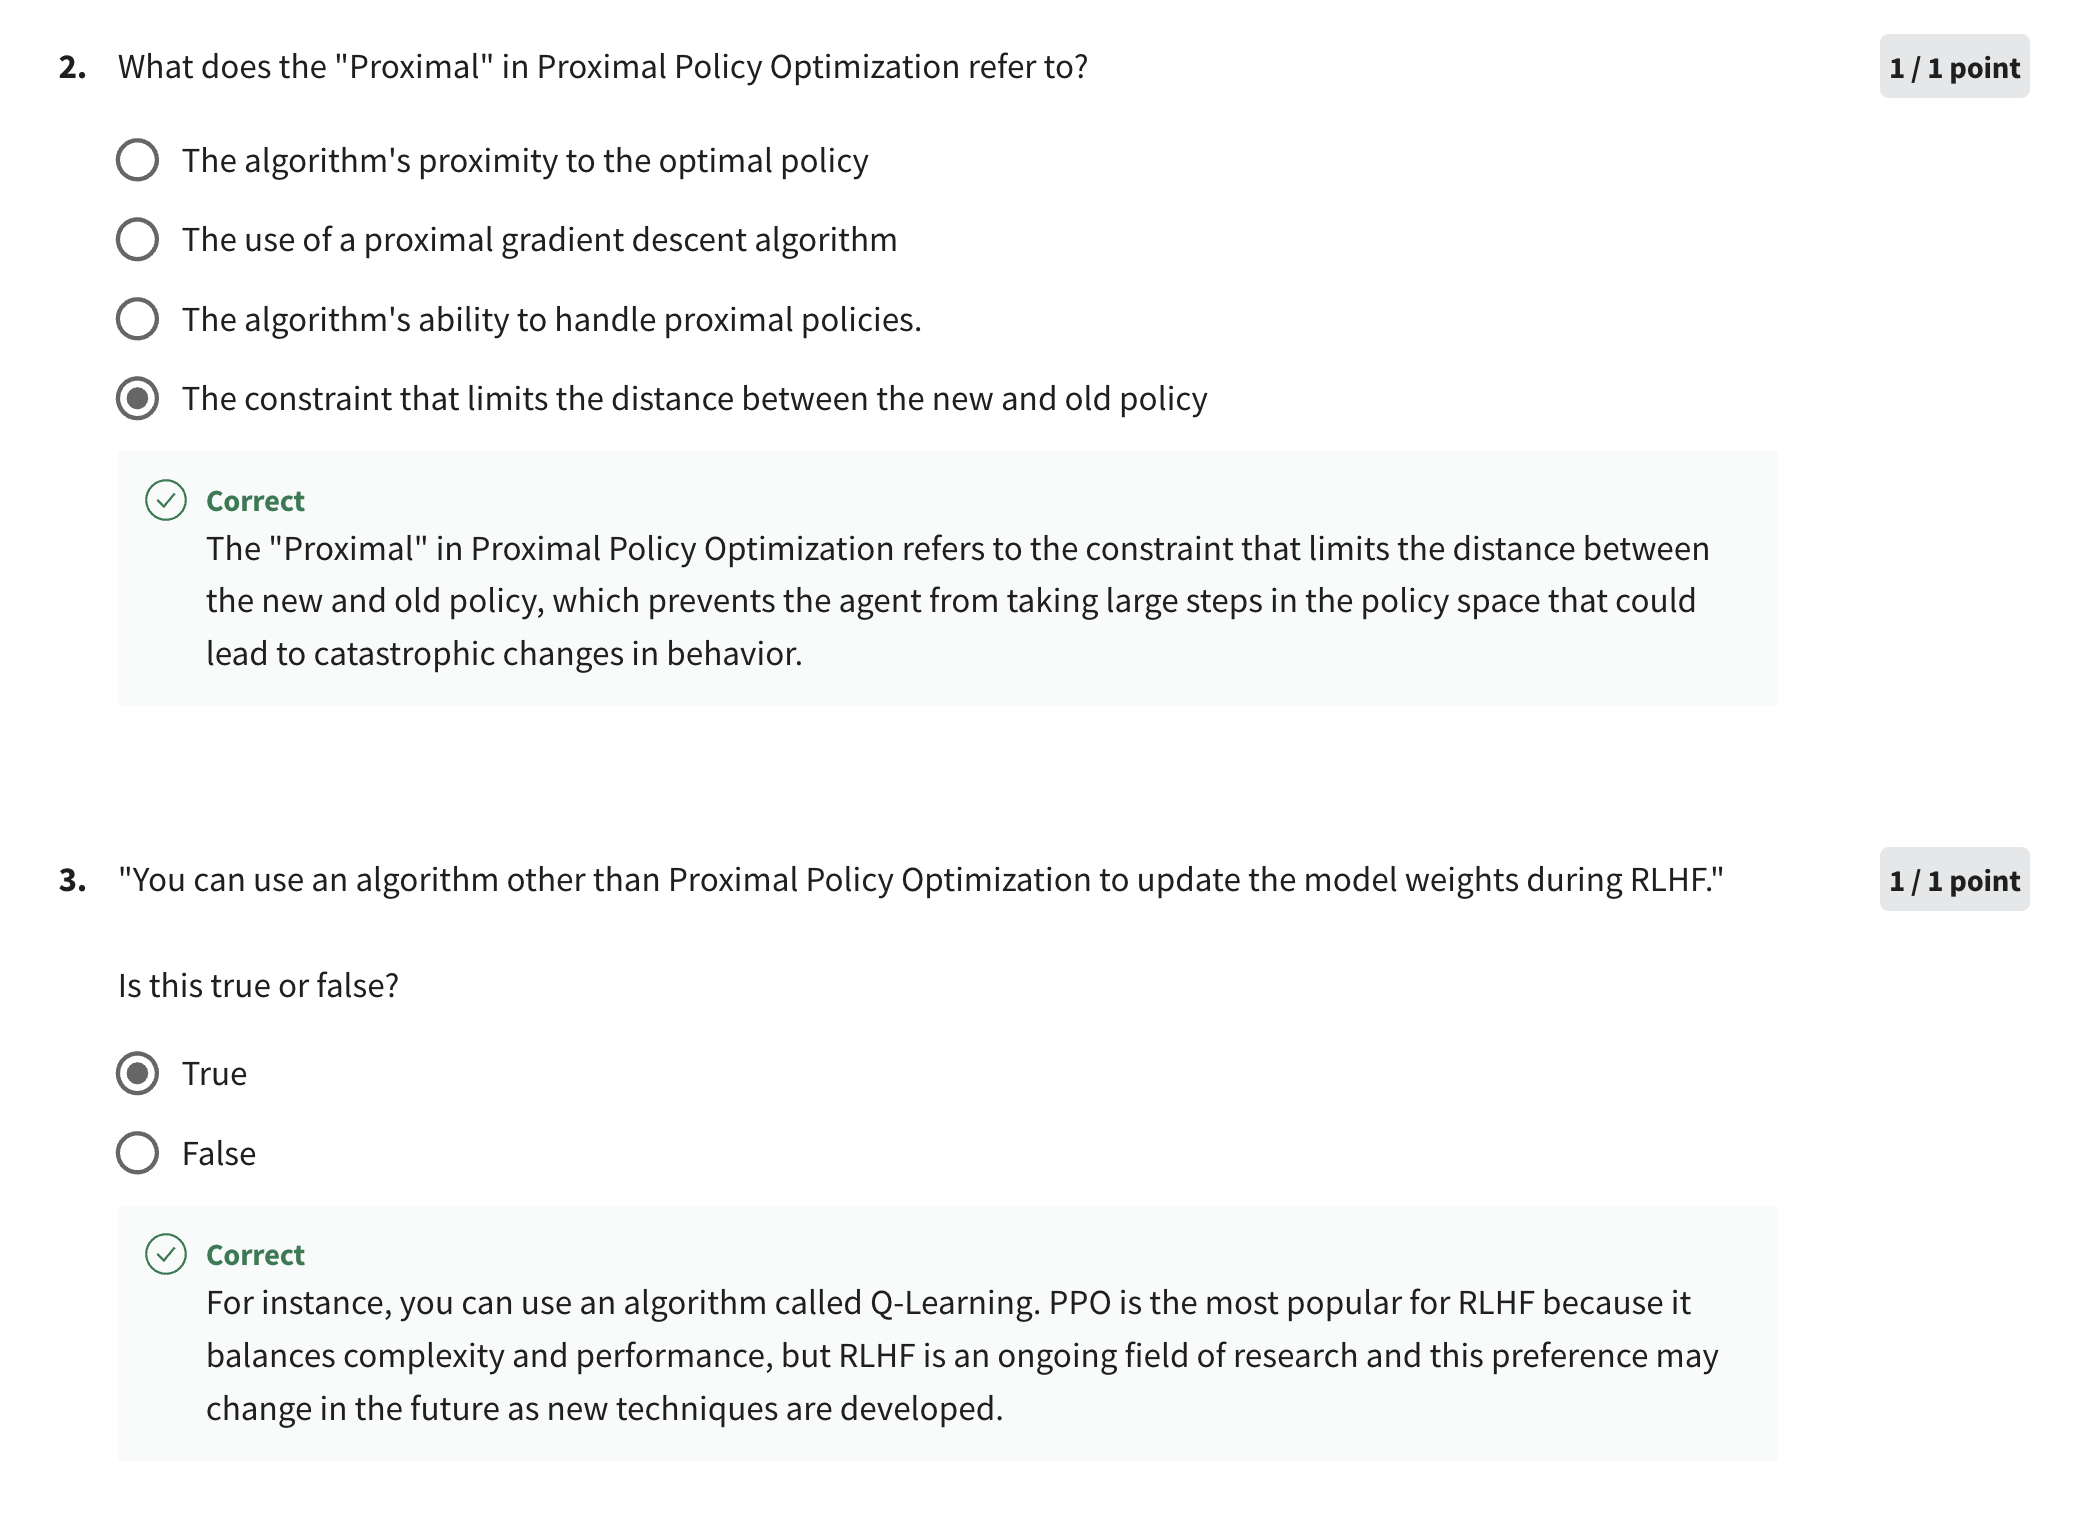 2. What does the "Proximal" in Proximal Policy Optimization refer to?
1 / 1 point
The algorithm's proximity to the optimal policy
The use of a proximal gradient descent algorithm
The algorithm's ability to handle proximal policies.
The constraint that limits the distance between the new and old policy
Correct
The "Proximal" in Proximal Policy Optimization refers to the constraint that limits the distance between
the new and old policy, which prevents the agent from taking large steps in the policy space that could
lead to catastrophic changes in behavior.
3. "You can use an algorithm other than Proximal Policy Optimization to update the model weights during RLHF."
1 / 1 point
Is this true or false?
True
False
Correct
For instance, you can use an algorithm called Q-Learning. PPO is the most popular for RLHF because it
balances complexity and performance, but RLHF is an ongoing field of research and this preference may
change in the future as new techniques are developed.